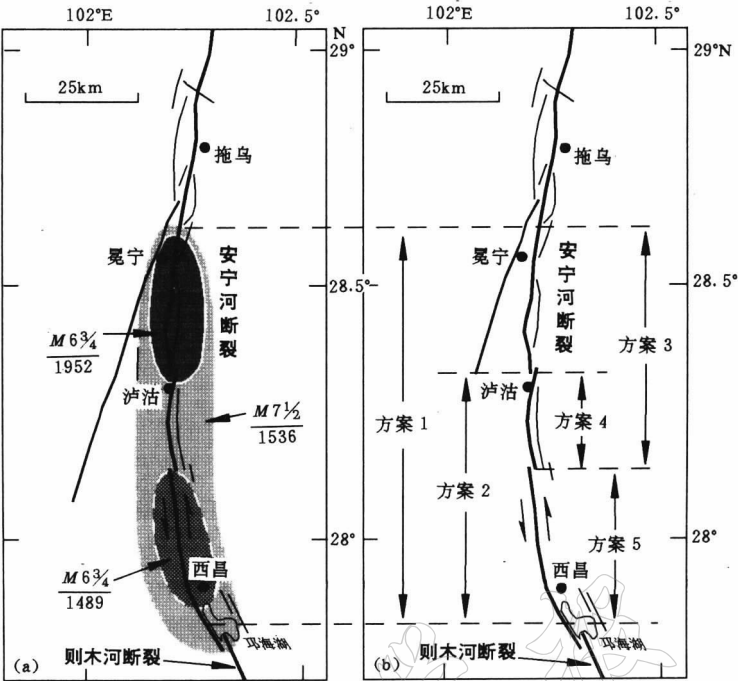 102°E
102.5°
N
29°
25km
拖乌
冕宁
安宁河断裂
28.5°
M 6¾
1952
泸沽
M 7½
1536
28°
M 6¾
1489
西昌
邛海湖
则木河断裂
(a)
102°E
102.5°
29°N
25km
拖乌
冕宁
安宁河断裂
28.5°
方案 3
泸沽
方案 4
方案 1
方案 2
28°
方案 5
西昌
邛海湖
则木河断裂
(b)